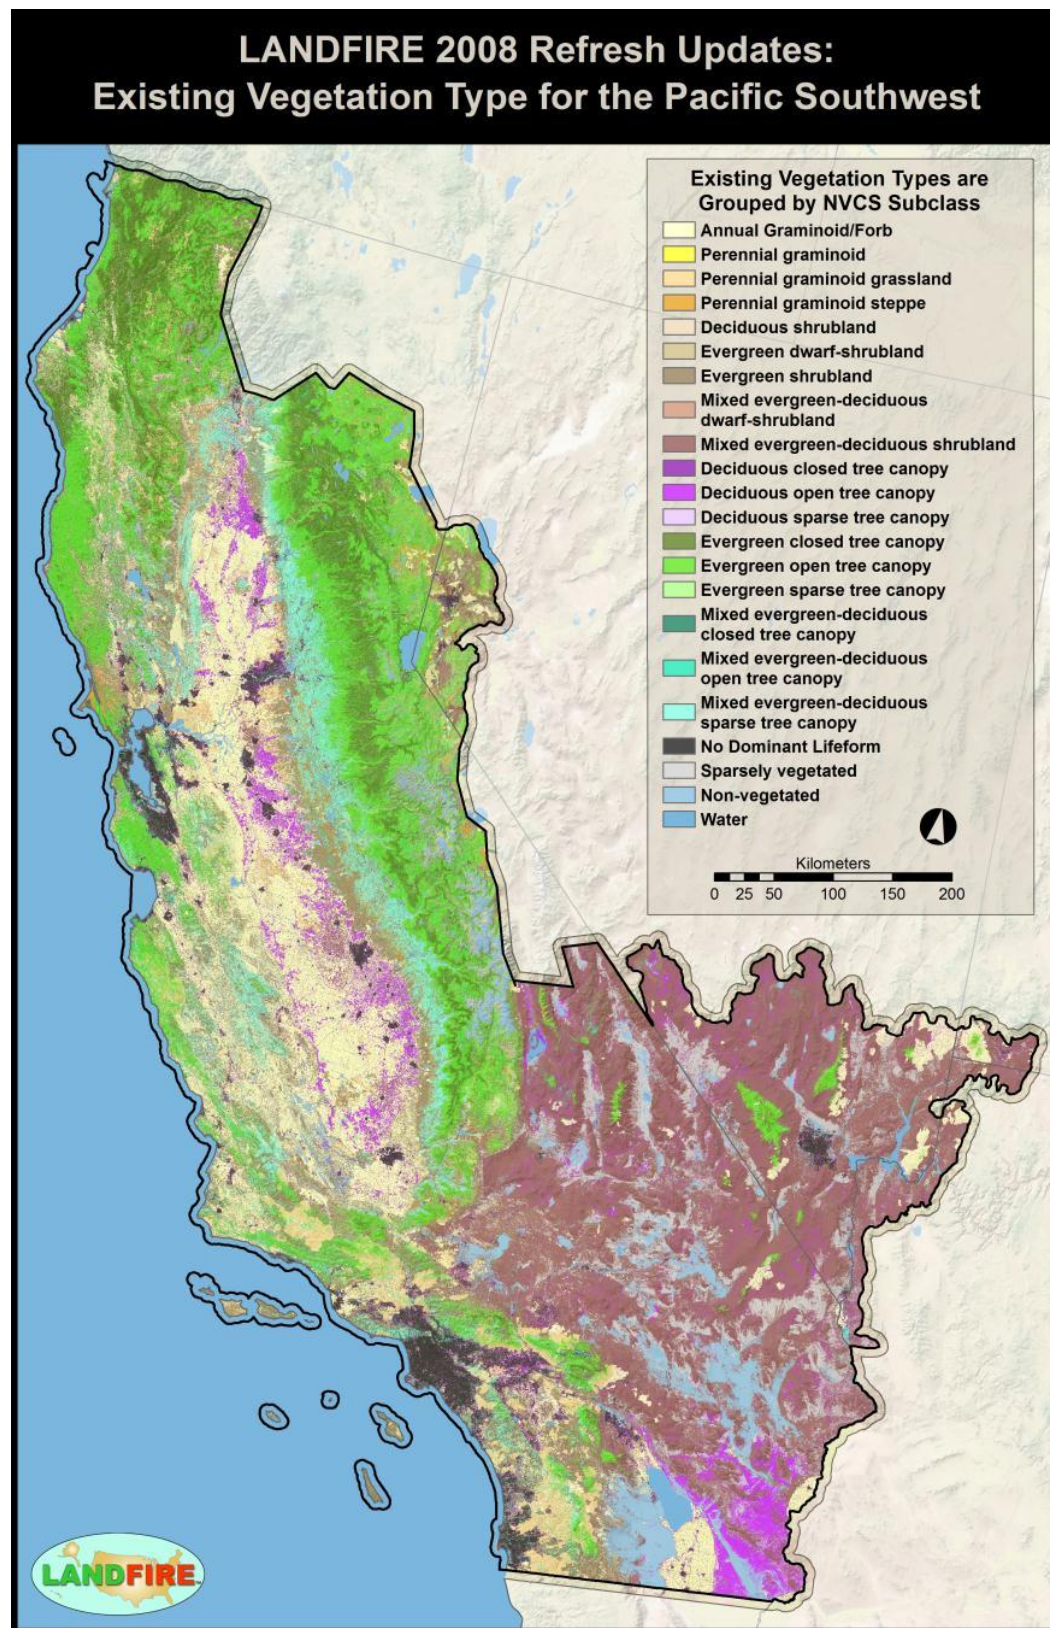 LANDFIRE 2008 Refresh Updates:
Existing Vegetation Type for the Pacific Southwest
Existing Vegetation Types are
Grouped by NVCS Subclass
Annual Graminoid/Forb
Perennial graminoid
Perennial graminoid grassland
Perennial graminoid steppe
Deciduous shrubland
Evergreen dwarf-shrubland
Evergreen shrubland
Mixed evergreen-deciduous
dwarf-shrubland
Mixed evergreen-deciduous shrubland
Deciduous closed tree canopy
Deciduous open tree canopy
Deciduous sparse tree canopy
Evergreen closed tree canopy
Evergreen open tree canopy
Evergreen sparse tree canopy
Mixed evergreen-deciduous
closed tree canopy
Mixed evergreen-deciduous
open tree canopy
Mixed evergreen-deciduous
sparse tree canopy
No Dominant Lifeform
Sparsely vegetated
Non-vegetated
Water
Kilometers
0 25 50 100 150 200
LANDFIRE